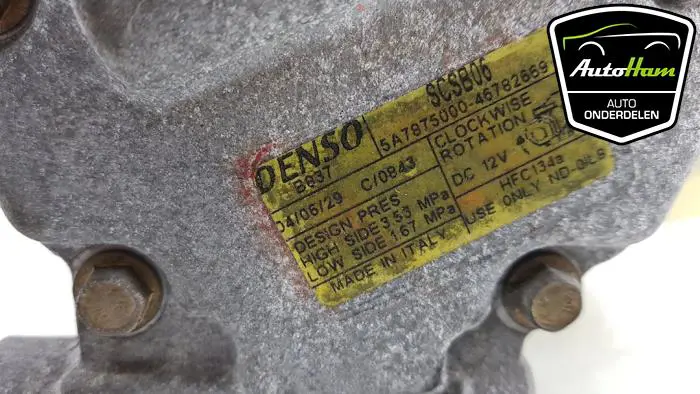 AutoHam
AUTO
ONDERDELEN
DENSO
SCSB06
5A7975000-46782669
B837
CLOCKWISE
ROTATION
04/06/29 C/0843
DC 12V
DESIGN PRES.
HIGH SIDE 3.53 MPa
LOW SIDE 1.67 MPa
HFC134a
USE ONLY ND-OIL8
MADE IN ITALY